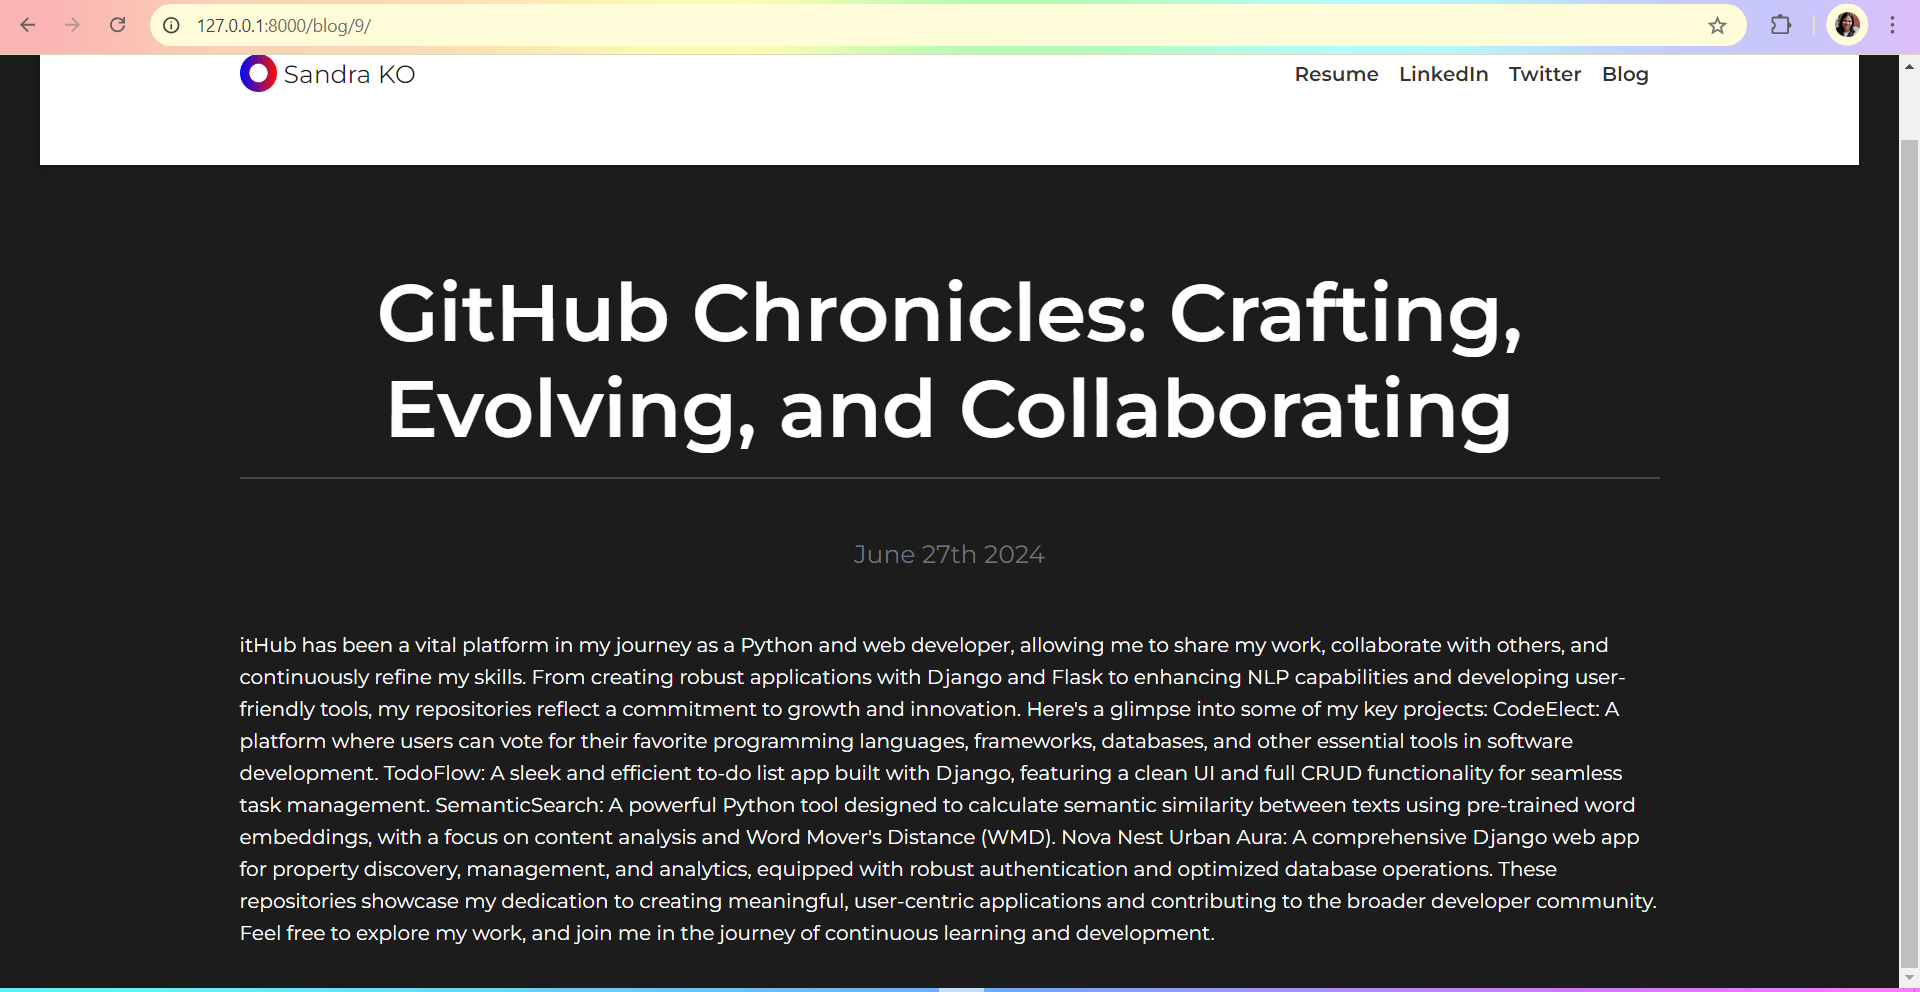 127.0.0.1:8000/blog/9/
Sandra KO
Resume LinkedIn Twitter Blog
GitHub Chronicles: Crafting,
Evolving, and Collaborating
June 27th 2024
itHub has been a vital platform in my journey as a Python and web developer, allowing me to share my work, collaborate with others, and
continuously refine my skills. From creating robust applications with Django and Flask to enhancing NLP capabilities and developing user-
friendly tools, my repositories reflect a commitment to growth and innovation. Here's a glimpse into some of my key projects: CodeElect: A
platform where users can vote for their favorite programming languages, frameworks, databases, and other essential tools in software
development. TodoFlow: A sleek and efficient to-do list app built with Django, featuring a clean UI and full CRUD functionality for seamless
task management. SemanticSearch: A powerful Python tool designed to calculate semantic similarity between texts using pre-trained word
embeddings, with a focus on content analysis and Word Mover's Distance (WMD). Nova Nest Urban Aura: A comprehensive Django web app
for property discovery, management, and analytics, equipped with robust authentication and optimized database operations. These
repositories showcase my dedication to creating meaningful, user-centric applications and contributing to the broader developer community.
Feel free to explore my work, and join me in the journey of continuous learning and development.